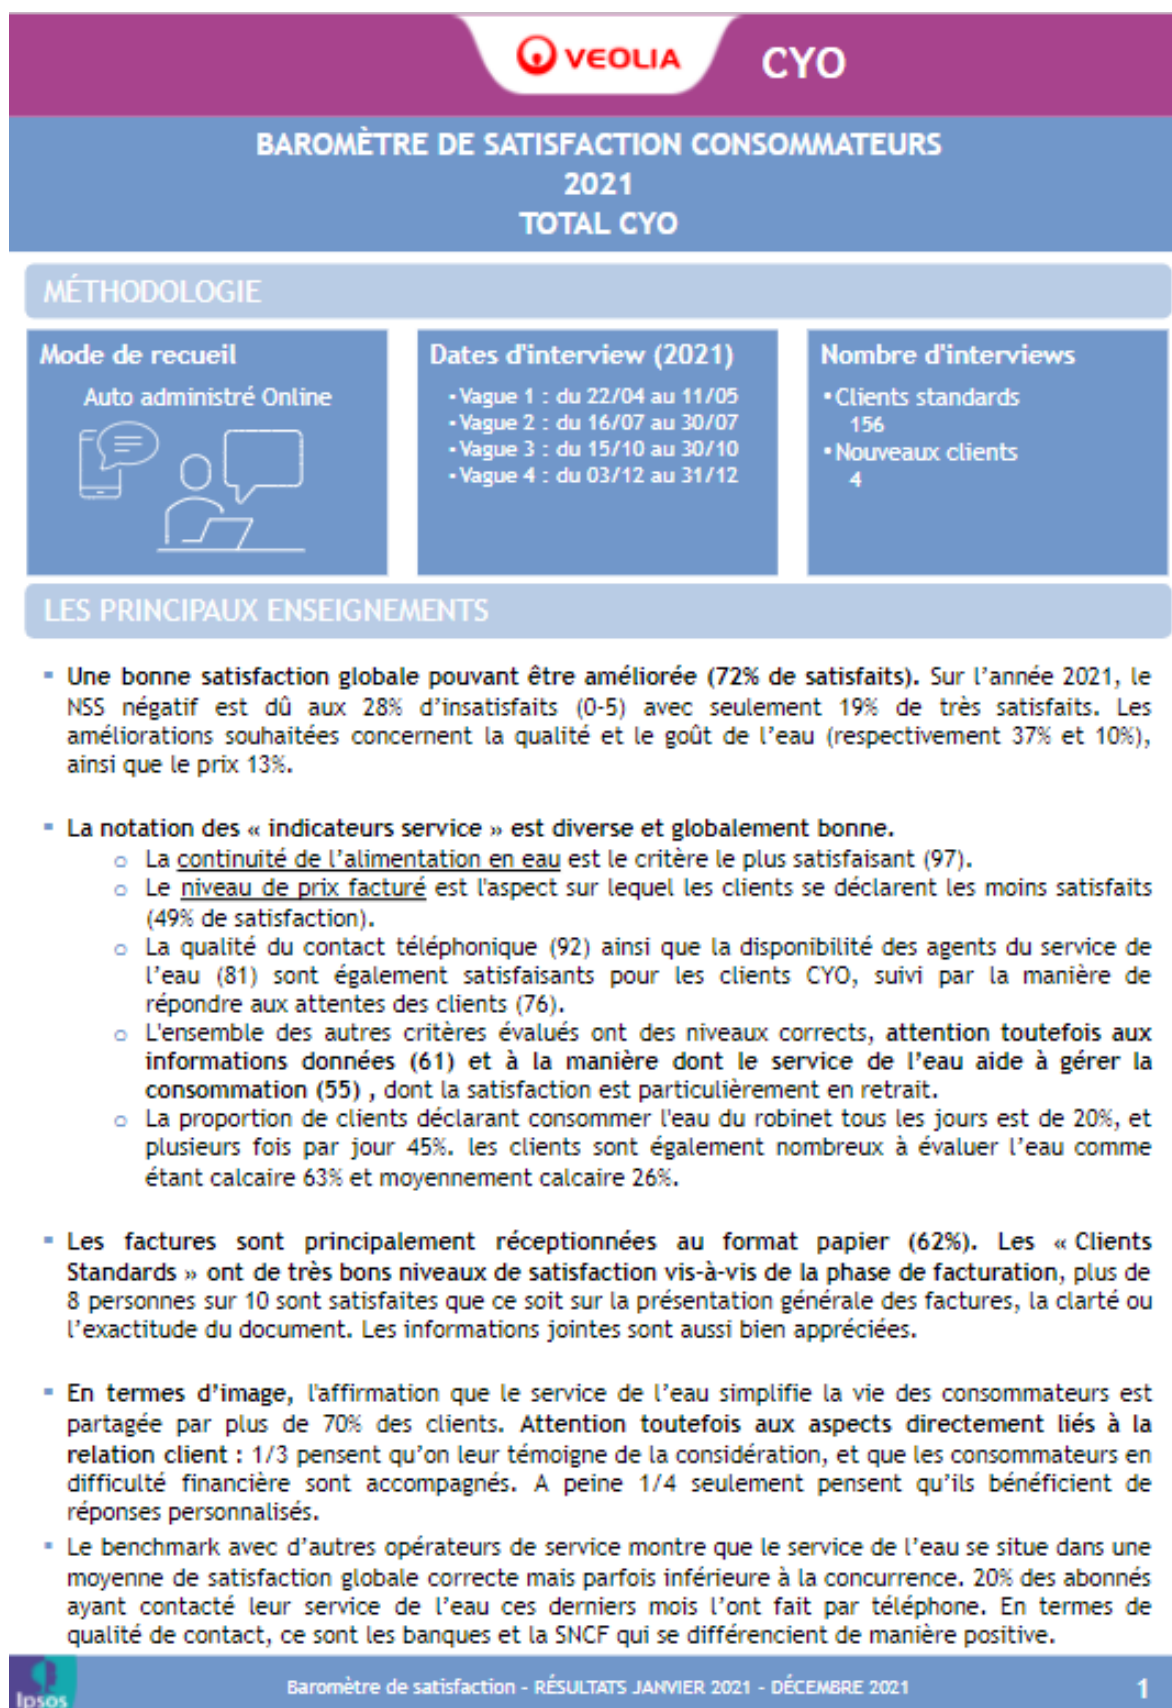 VEOLIA
CYO
BAROMÈTRE DE SATISFACTION CONSOMMATEURS
2021
TOTAL CYO
MÉTHODOLOGIE
Mode de recueil
Auto administré Online
Dates d'interview (2021)
• Vague 1 : du 22/04 au 11/05
• Vague 2 : du 16/07 au 30/07
• Vague 3 : du 15/10 au 30/10
• Vague 4 : du 03/12 au 31/12
Nombre d'interviews
• Clients standards
156
• Nouveaux clients
4
LES PRINCIPAUX ENSEIGNEMENTS
▪ Une bonne satisfaction globale pouvant être améliorée (72% de satisfaits). Sur l’année 2021, le
NSS négatif est dû aux 28% d’insatisfaits (0-5) avec seulement 19% de très satisfaits. Les
améliorations souhaitées concernent la qualité et le goût de l’eau (respectivement 37% et 10%),
ainsi que le prix 13%.
▪ La notation des « indicateurs service » est diverse et globalement bonne.
o La continuité de l’alimentation en eau est le critère le plus satisfaisant (97).
o Le niveau de prix facturé est l'aspect sur lequel les clients se déclarent les moins satisfaits
(49% de satisfaction).
o La qualité du contact téléphonique (92) ainsi que la disponibilité des agents du service de
l’eau (81) sont également satisfaisants pour les clients CYO, suivi par la manière de
répondre aux attentes des clients (76).
o L'ensemble des autres critères évalués ont des niveaux corrects, attention toutefois aux
informations données (61) et à la manière dont le service de l’eau aide à gérer la
consommation (55) , dont la satisfaction est particulièrement en retrait.
o La proportion de clients déclarant consommer l'eau du robinet tous les jours est de 20%, et
plusieurs fois par jour 45%. les clients sont également nombreux à évaluer l’eau comme
étant calcaire 63% et moyennement calcaire 26%.
▪ Les factures sont principalement réceptionnées au format papier (62%). Les « Clients
Standards » ont de très bons niveaux de satisfaction vis-à-vis de la phase de facturation, plus de
8 personnes sur 10 sont satisfaites que ce soit sur la présentation générale des factures, la clarté ou
l’exactitude du document. Les informations jointes sont aussi bien appréciées.
▪ En termes d’image, l'affirmation que le service de l’eau simplifie la vie des consommateurs est
partagée par plus de 70% des clients. Attention toutefois aux aspects directement liés à la
relation client : 1/3 pensent qu’on leur témoigne de la considération, et que les consommateurs en
difficulté financière sont accompagnés. A peine 1/4 seulement pensent qu’ils bénéficient de
réponses personnalisés.
▪ Le benchmark avec d’autres opérateurs de service montre que le service de l’eau se situe dans une
moyenne de satisfaction globale correcte mais parfois inférieure à la concurrence. 20% des abonnés
ayant contacté leur service de l’eau ces derniers mois l’ont fait par téléphone. En termes de
qualité de contact, ce sont les banques et la SNCF qui se différencient de manière positive.
Ipsos
Baromètre de satisfaction - RÉSULTATS JANVIER 2021 - DÉCEMBRE 2021
1